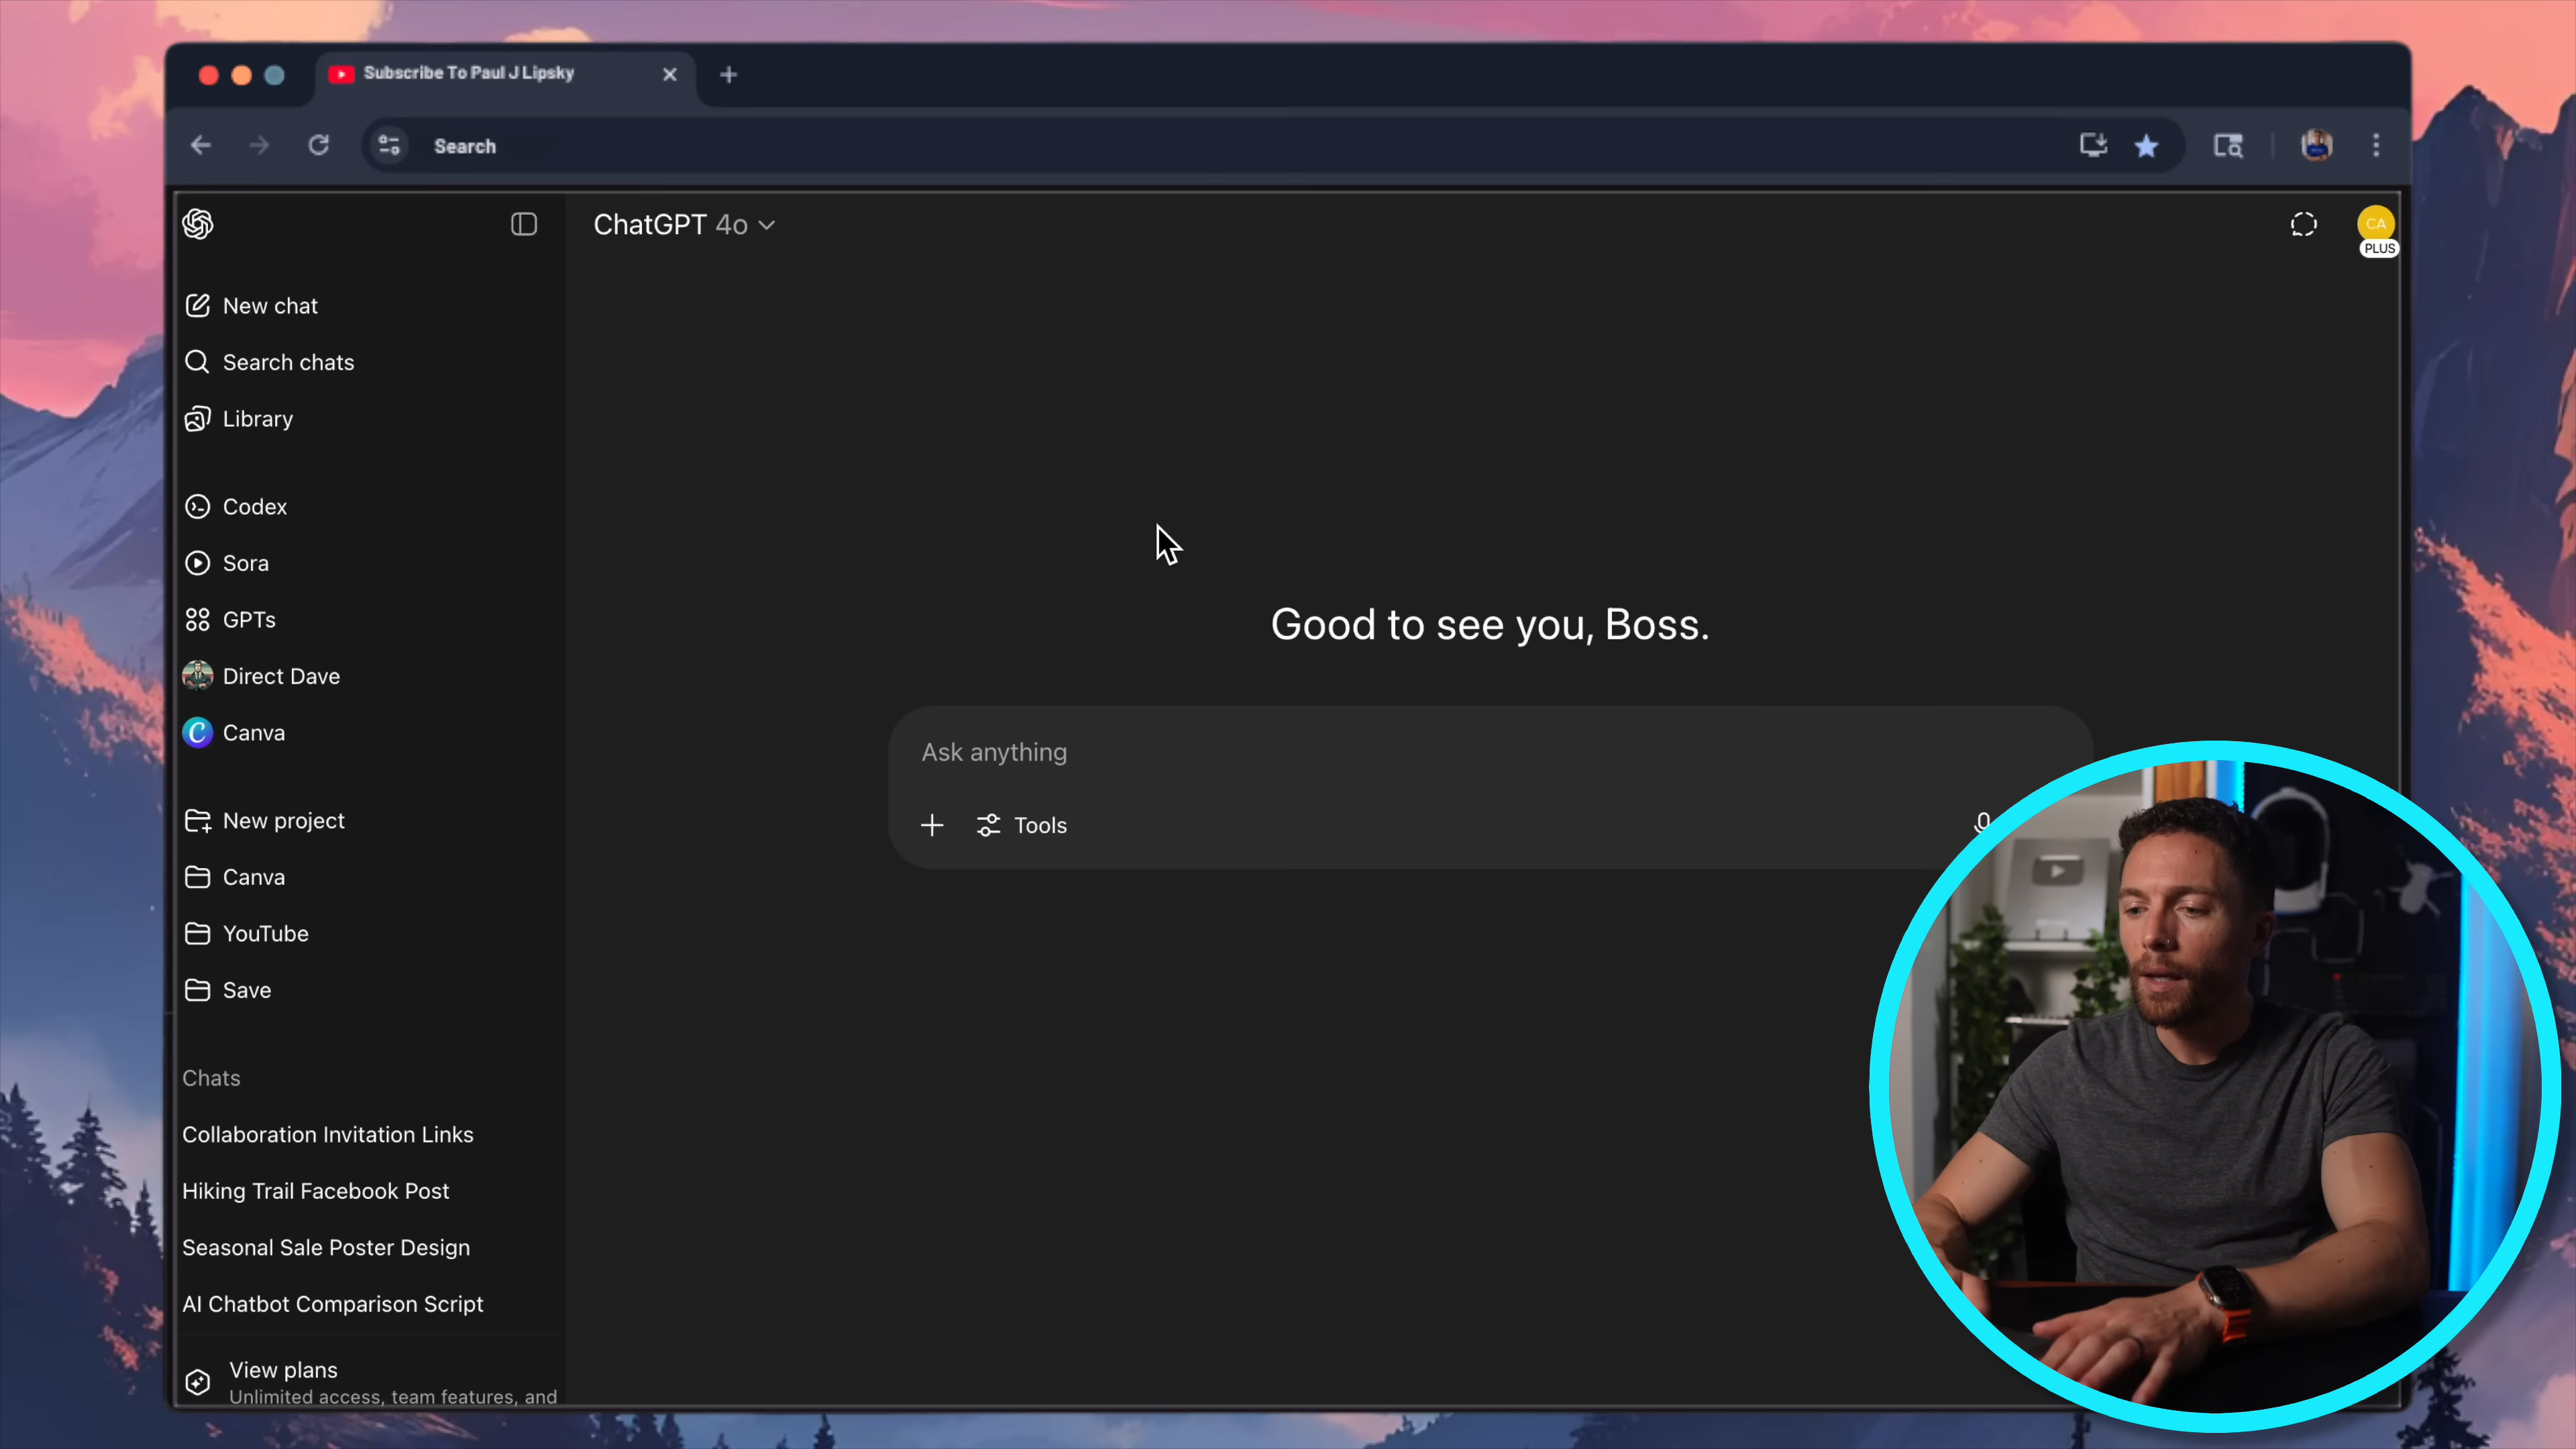 Subscribe To Paul J Lipsky
Search
ChatGPT 4o
CA
PLUS
New chat
Search chats
Library
Codex
Sora
GPTs
Direct Dave
Canva
New project
Canva
YouTube
Save
Chats
Collaboration Invitation Links
Hiking Trail Facebook Post
Seasonal Sale Poster Design
AI Chatbot Comparison Script
View plans
Unlimited access, team features, and
Good to see you, Boss.
Ask anything
Tools